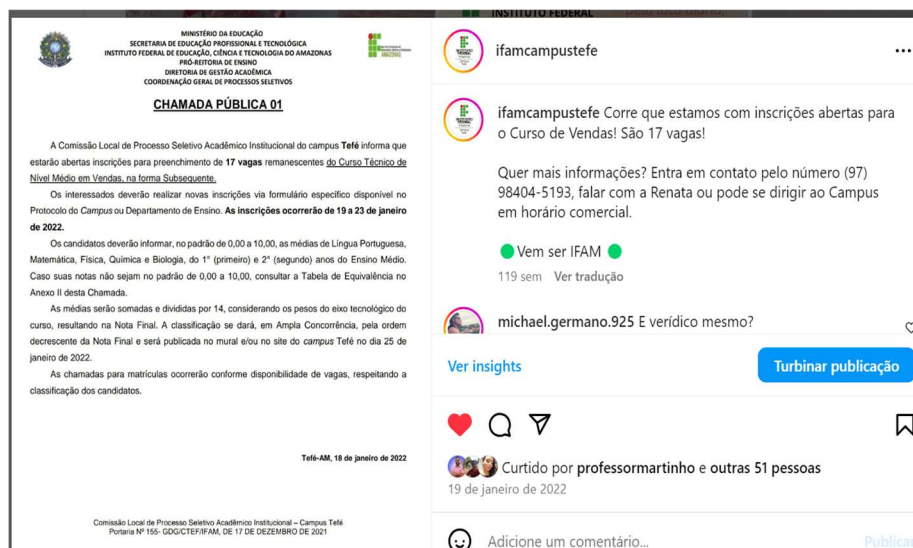 INSTITUTO FEDERAL
MINISTÉRIO DA EDUCAÇÃO
SECRETARIA DE EDUCAÇÃO PROFISSIONAL E TECNOLÓGICA
INSTITUTO FEDERAL DE EDUCAÇÃO, CIÊNCIA E TECNOLOGIA DO AMAZONAS
PRÓ-REITORIA DE ENSINO
DIRETORIA DE GESTÃO ACADÊMICA
COORDENAÇÃO GERAL DE PROCESSOS SELETIVOS
AMAZONAS
CHAMADA PÚBLICA 01
A Comissão Local de Processo Seletivo Acadêmico Institucional do campus Tefé informa que
estarão abertas inscrições para preenchimento de 17 vagas remanescentes do Curso Técnico de
Nível Médio em Vendas, na forma Subsequente.
Os interessados deverão realizar novas inscrições via formulário específico disponível no
Protocolo do Campus ou Departamento de Ensino. As inscrições ocorrerão de 19 a 23 de janeiro
de 2022.
Os candidatos deverão informar, no padrão de 0,00 a 10,00, as médias de Língua Portuguesa,
Matemática, Física, Química e Biologia, do 1° (primeiro) e 2° (segundo) anos do Ensino Médio.
Caso suas notas não sejam no padrão de 0,00 a 10,00, consultar a Tabela de Equivalência no
Anexo II desta Chamada.
As médias serão somadas e divididas por 14, considerando os pesos do eixo tecnológico do
curso, resultando na Nota Final. A classificação se dará, em Ampla Concorrência, pela ordem
decrescente da Nota Final e será publicada no mural e/ou no site do campus Tefé no dia 25 de
janeiro de 2022.
As chamadas para matrículas ocorrerão conforme disponibilidade de vagas, respeitando a
classificação dos candidatos.
Tefé-AM, 18 de janeiro de 2022
Comissão Local de Processo Seletivo Acadêmico Institucional – Campus Tefé
Portaria Nº 155- GDG/CTEF/IFAM, DE 17 DE DEZEMBRO DE 2021
ifamcampustefe
ifamcampustefe Corre que estamos com inscrições abertas para
o Curso de Vendas! São 17 vagas!
Quer mais informações? Entra em contato pelo número (97)
98404-5193, falar com a Renata ou pode se dirigir ao Campus
em horário comercial.
Vem ser IFAM
119 sem Ver tradução
michael.germano.925 E verídico mesmo?
Ver insights
Turbinar publicação
Curtido por professormartinho e outras 51 pessoas
19 de janeiro de 2022
Adicione um comentário...
Publicar